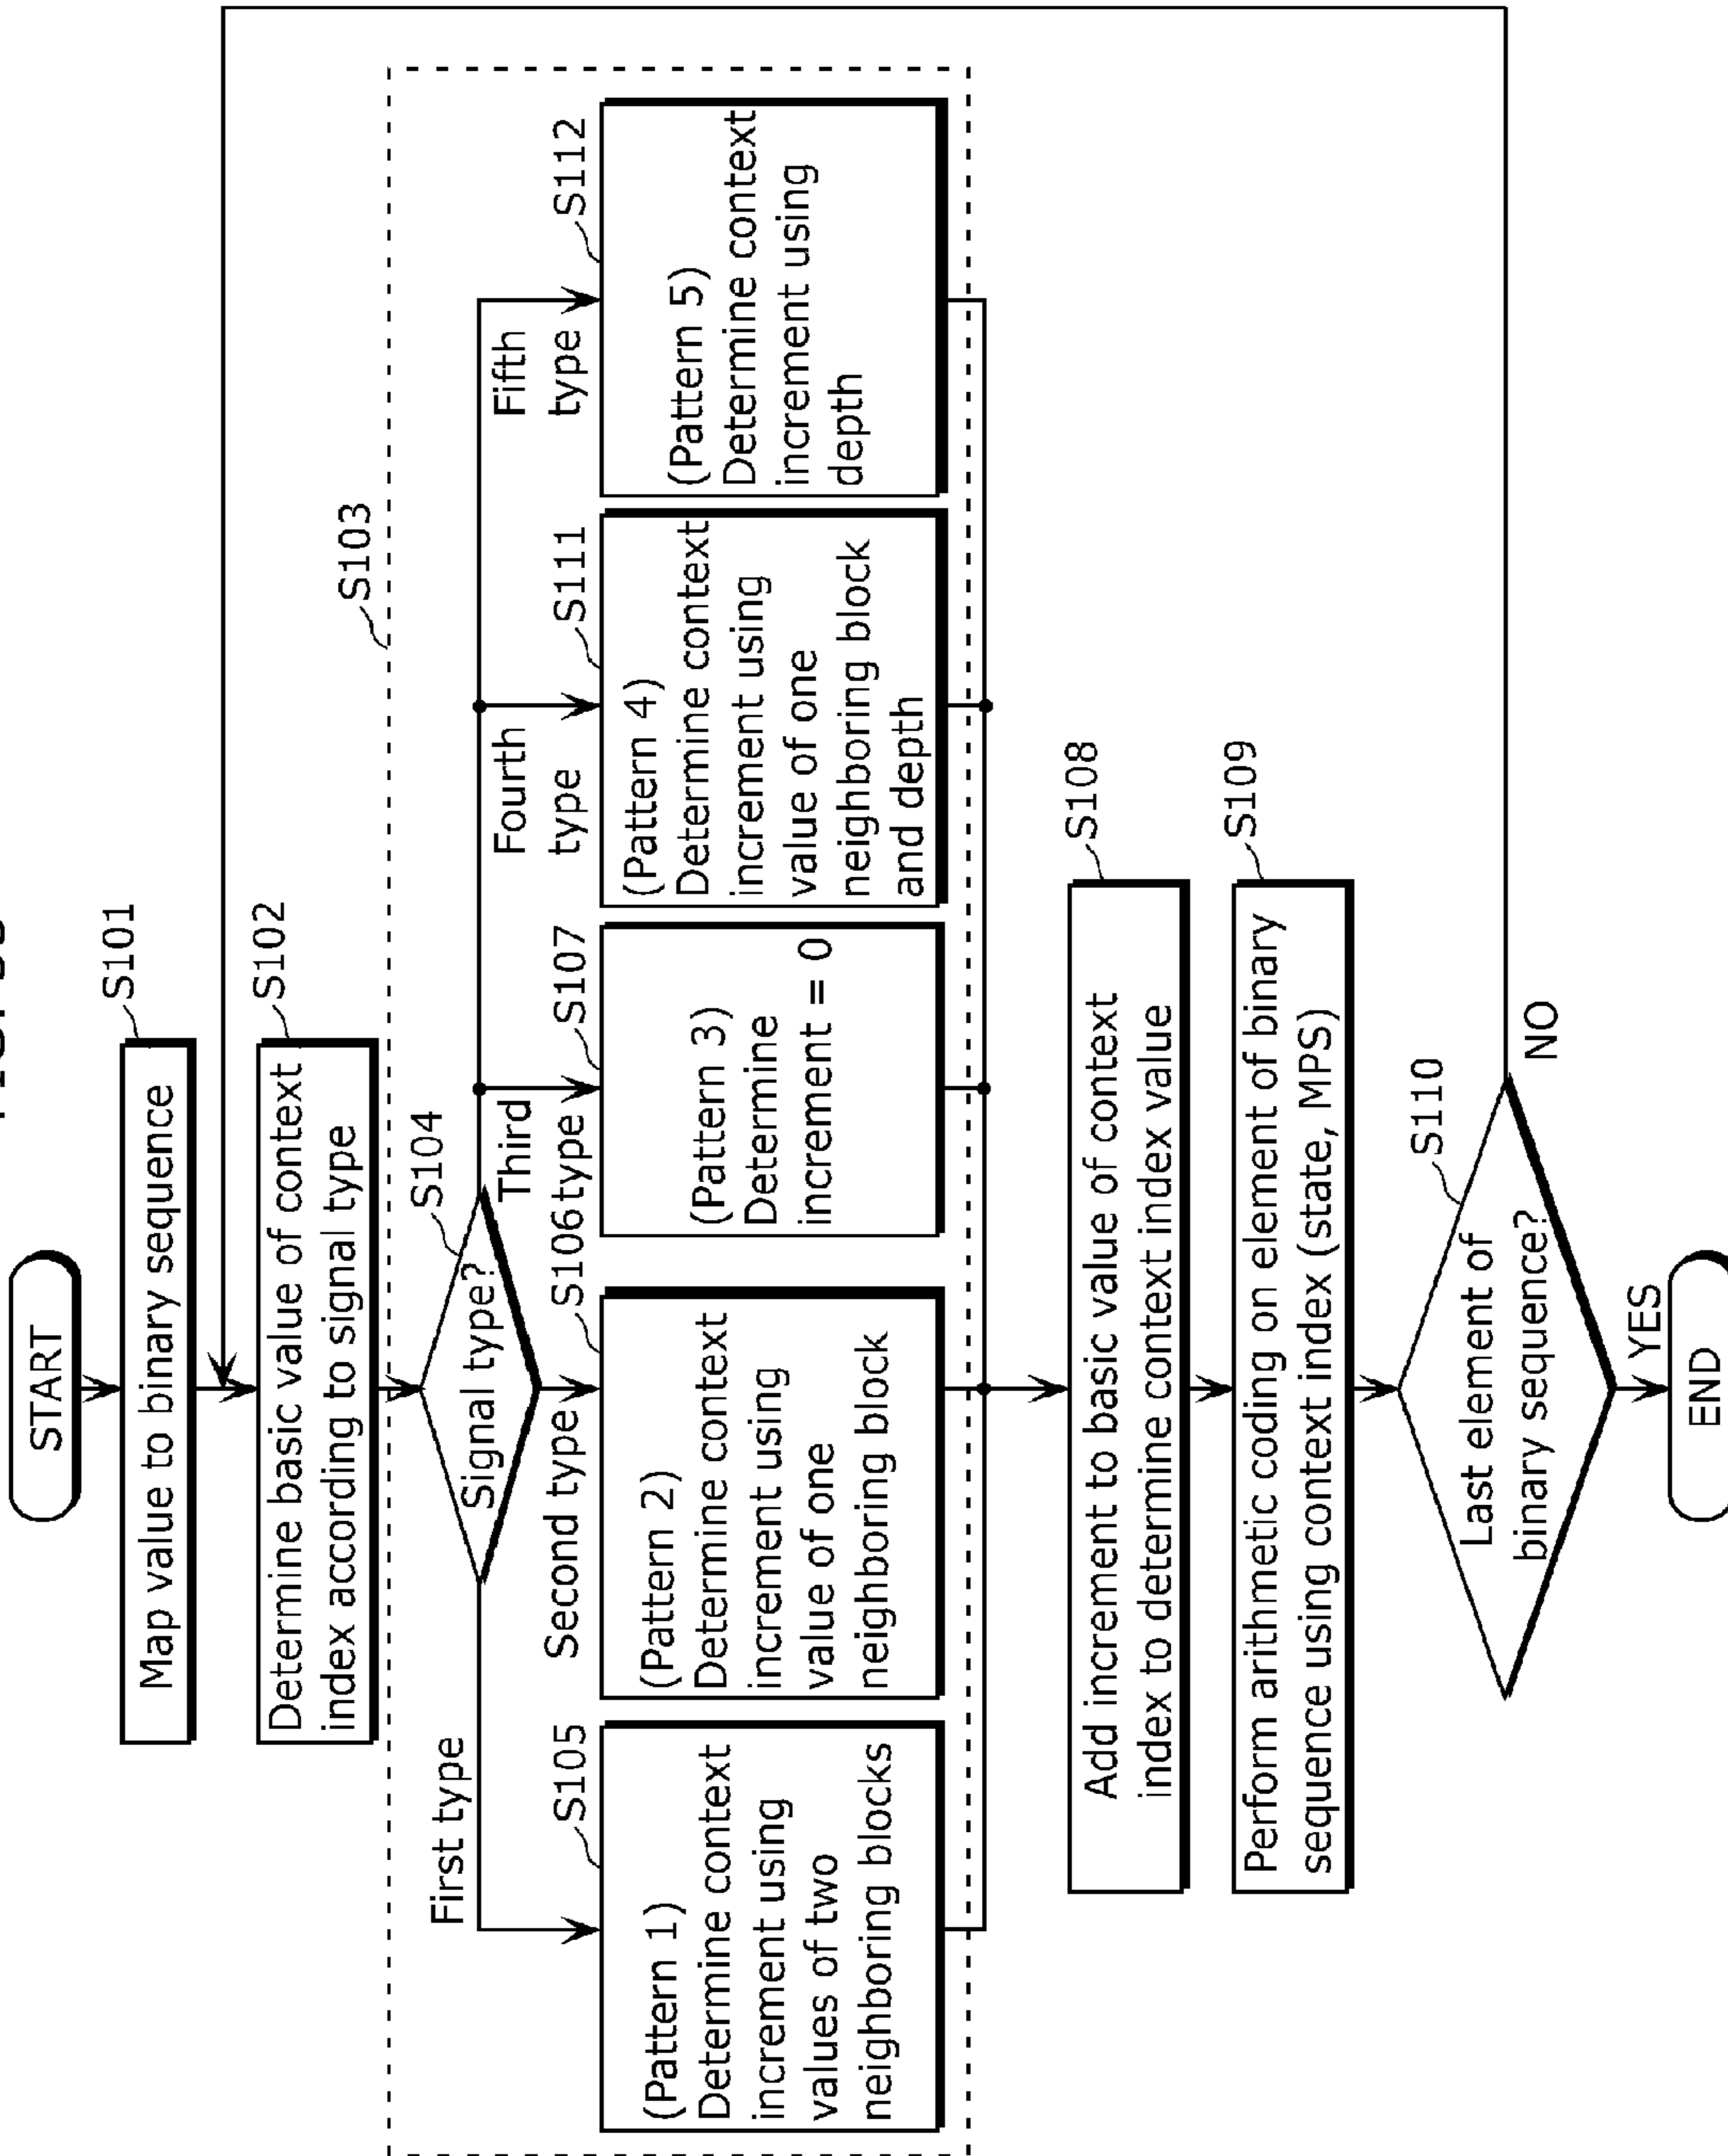 START
S101
Map value to binary sequence
S102
Determine basic value of context
index according to signal type
S103
S104
Signal type?
First type
Second type
Third
type
Fourth
type
Fifth
type
S105
(Pattern 1)
Determine context
increment using
values of two
neighboring blocks
S106
(Pattern 2)
Determine context
increment using
value of one
neighboring block
S107
(Pattern 3)
Determine
increment = 0
S111
(Pattern 4)
Determine context
increment using
value of one
neighboring block
and depth
S112
(Pattern 5)
Determine context
increment using
depth
S108
Add increment to basic value of context
index to determine context index value
S109
Perform arithmetic coding on element of binary
sequence using context index (state, MPS)
S110
Last element of
binary sequence?
NO
YES
END